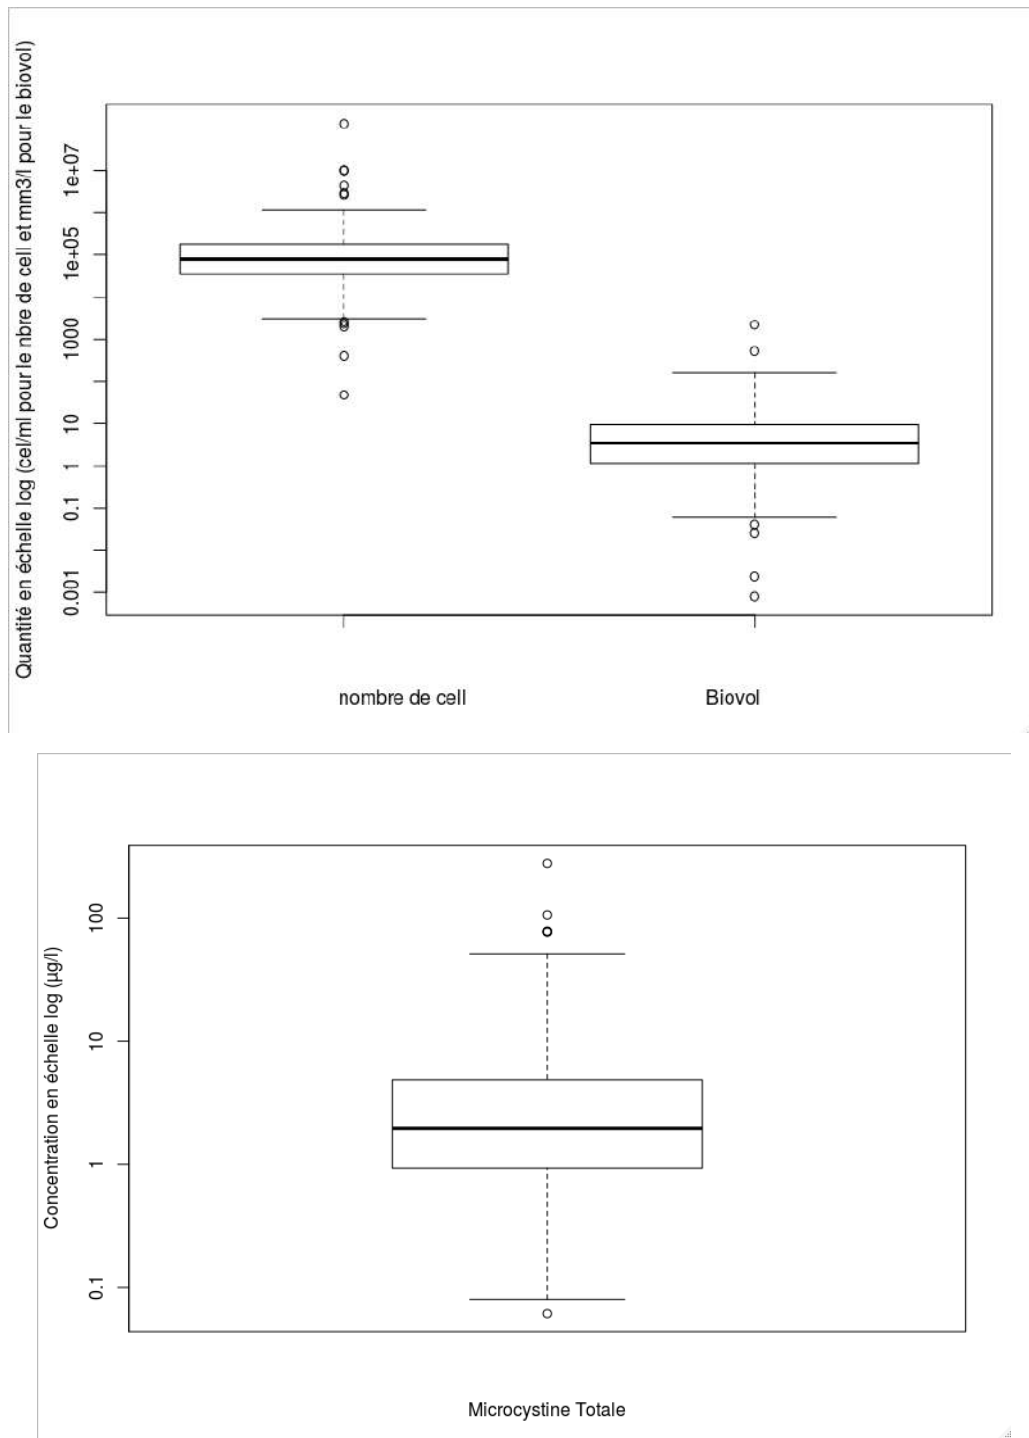 Quantité en échelle log (cel/ml pour le nbre de cell et mm3/l pour le biovol)
1e+07
1e+05
1000
10
1
0.1
0.001
nombre de cell
Biovol
Concentration en échelle log (µg/l)
100
10
1
0.1
Microcystine Totale